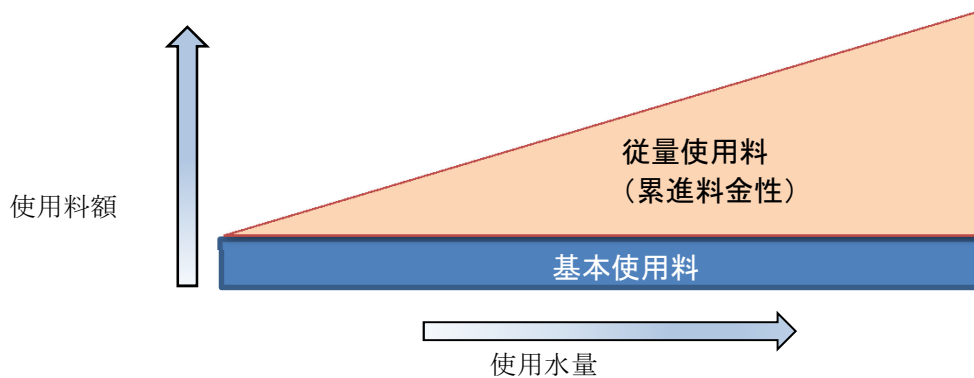 従量使用料
（累進料金性）
使用料額
基本使用料
使用水量